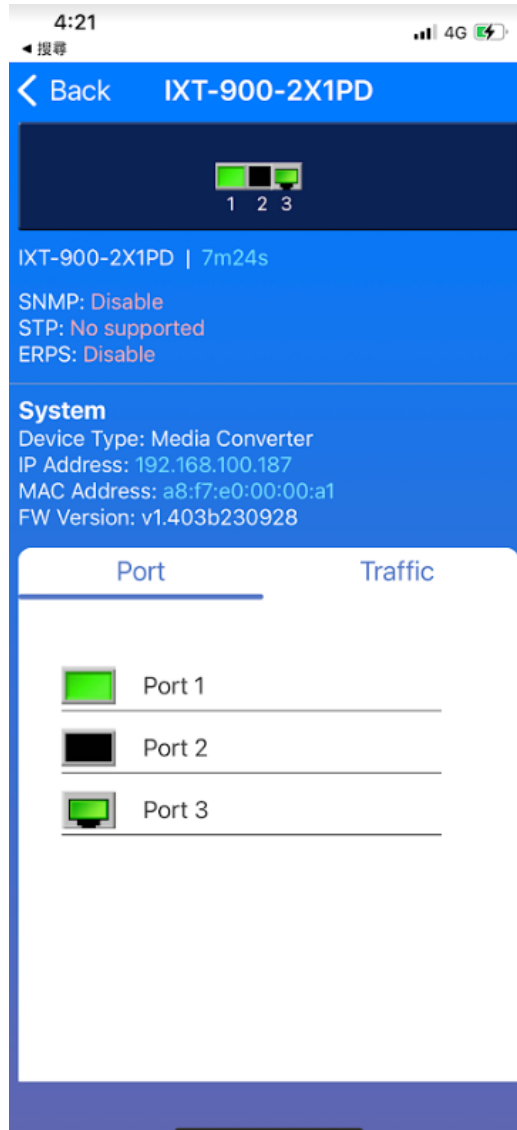 4:21
4G
◀ 搜尋
Back IXT-900-2X1PD
1 2 3
IXT-900-2X1PD | 7m24s
SNMP: Disable
STP: No supported
ERPS: Disable
System
Device Type: Media Converter
IP Address: 192.168.100.187
MAC Address: a8:f7:e0:00:00:a1
FW Version: v1.403b230928
Port Traffic
Port 1
Port 2
Port 3